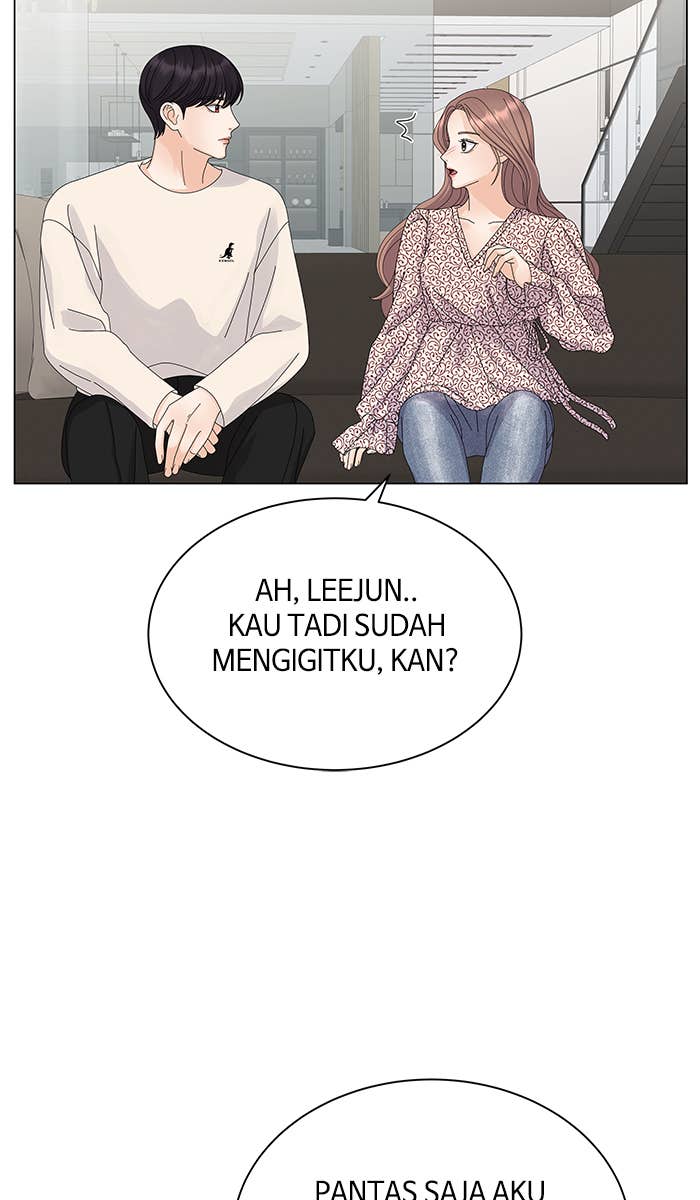 AH, LEEJUN..
KAU TADI SUDAH
MENGIGITKU, KAN?
PANTAS SAJA AKU